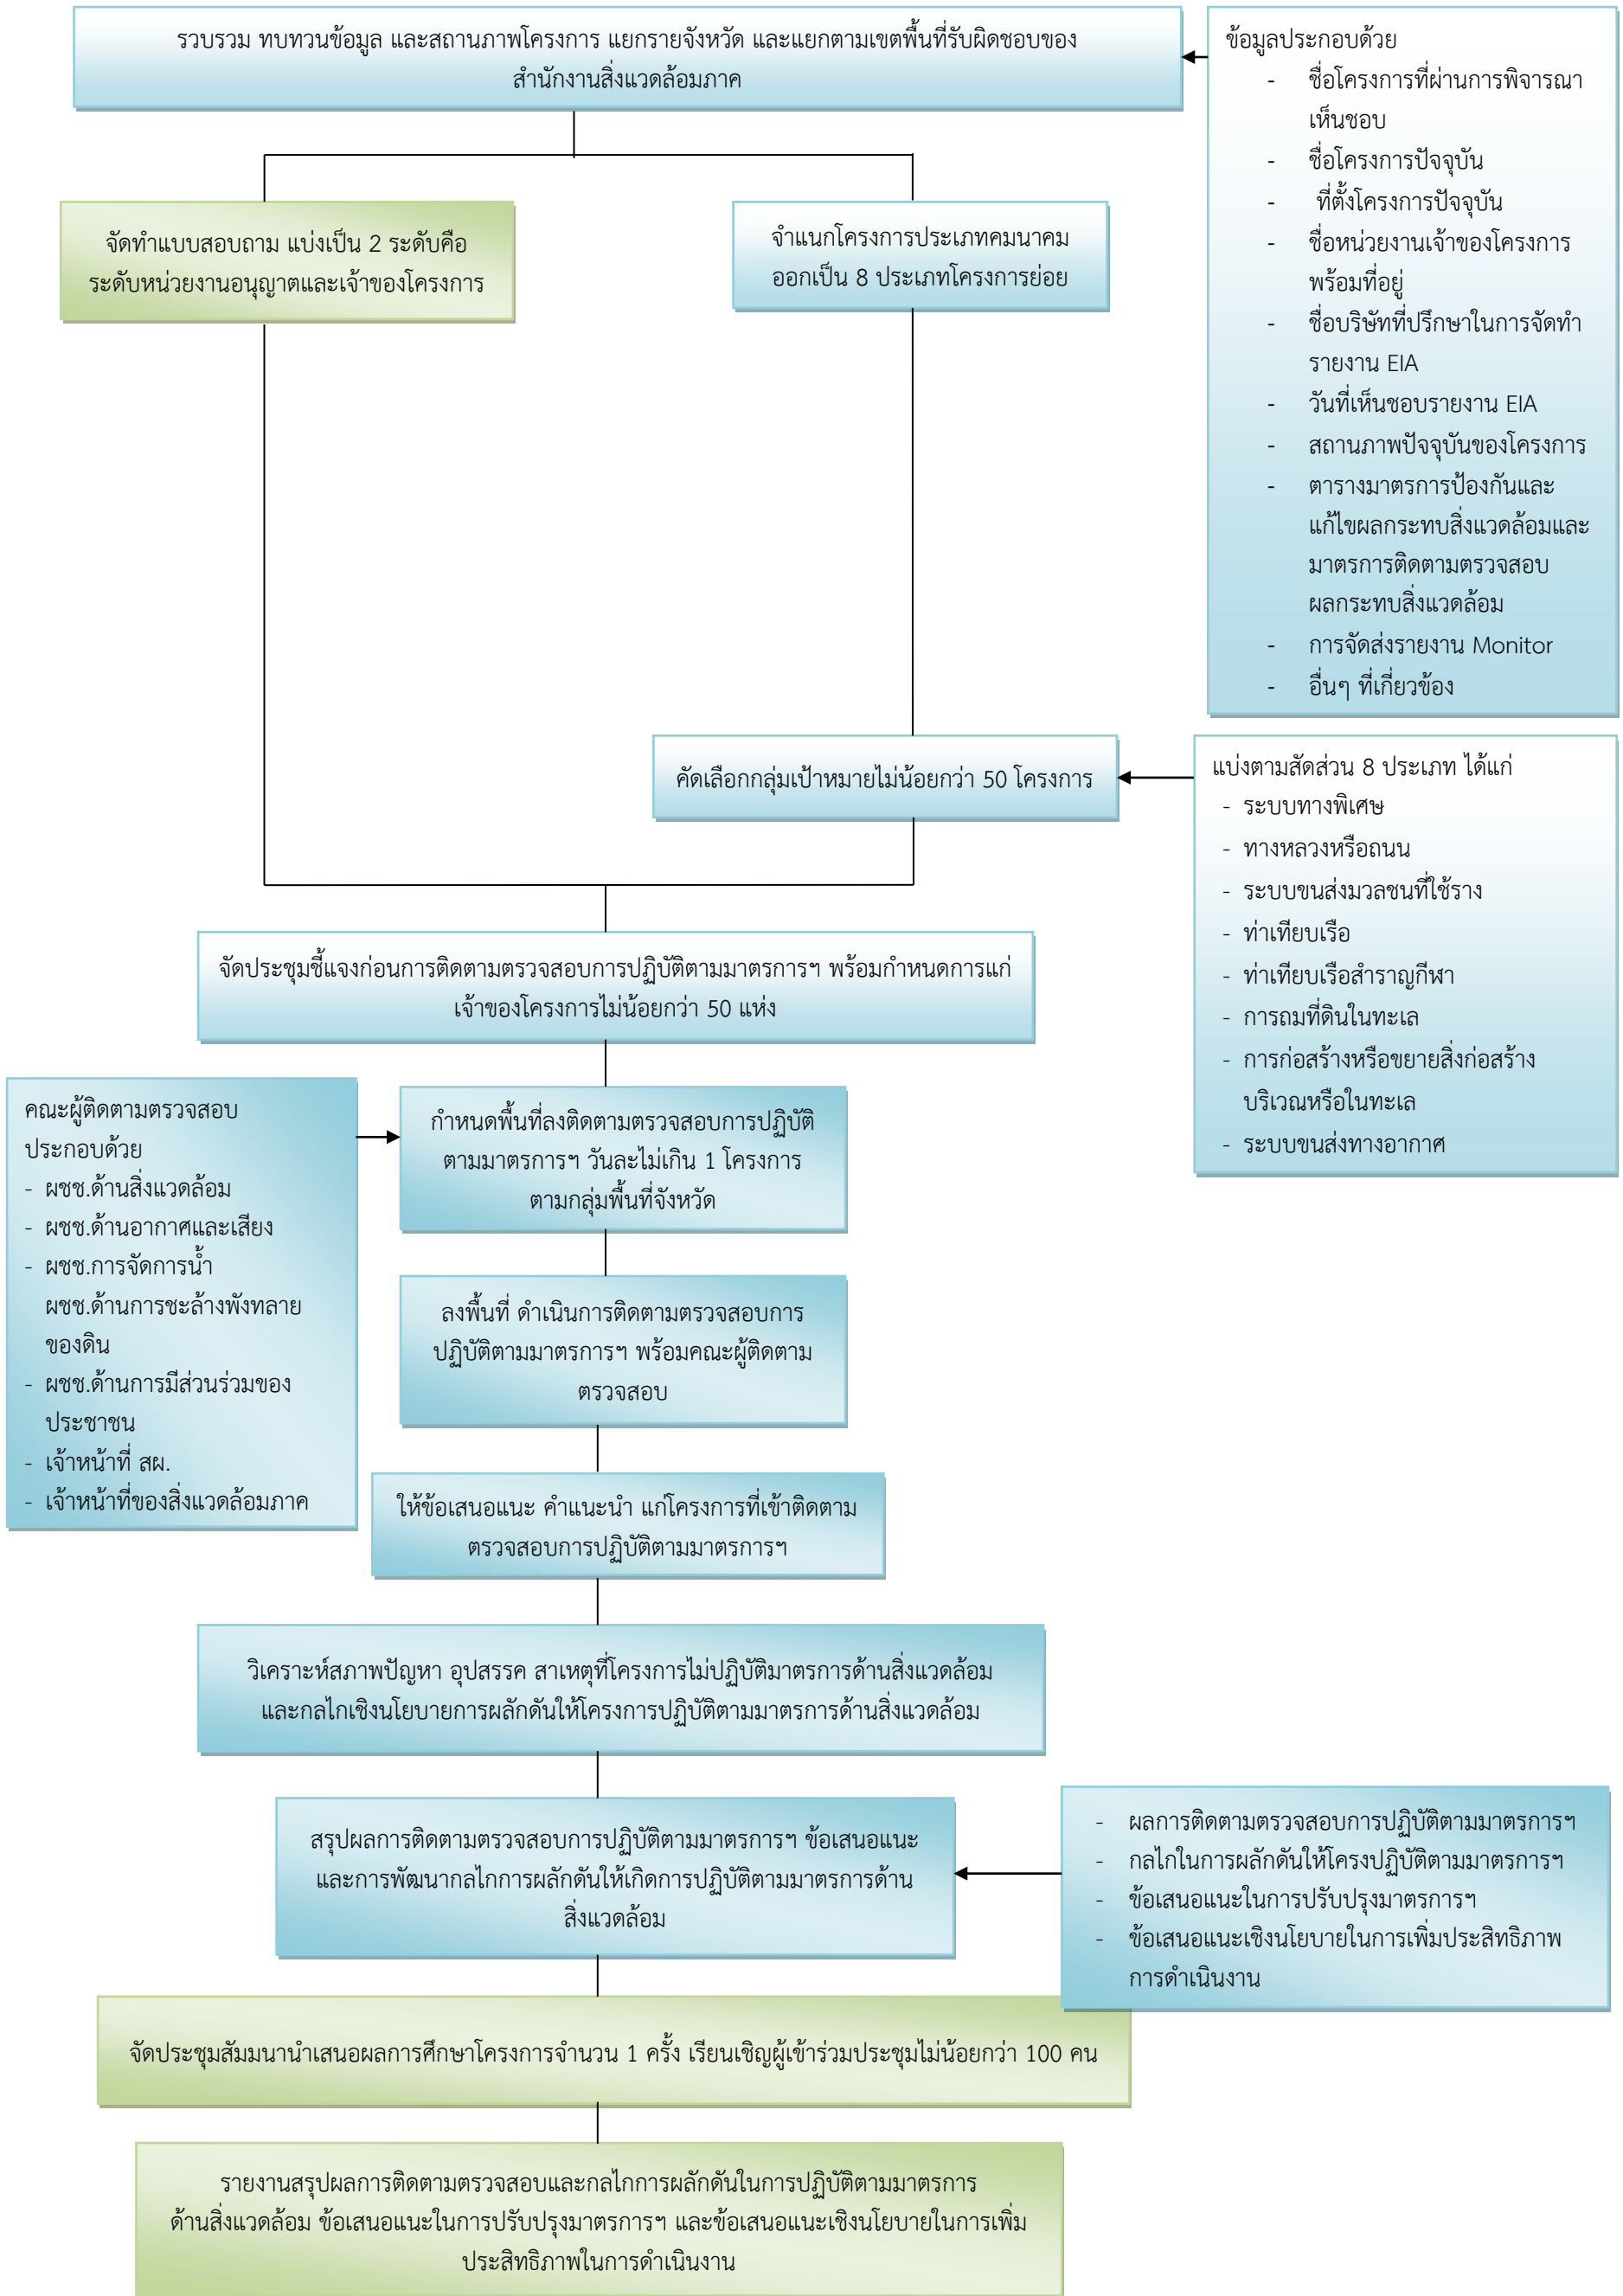 รวบรวม ทบทวนข้อมูล และสถานภาพโครงการ แยกรายจังหวัด และแยกตามเขตพื้นที่รับผิดชอบของ
สำนักงานสิ่งแวดล้อมภาค
ข้อมูลประกอบด้วย
- ชื่อโครงการที่ผ่านการพิจารณา
เห็นชอบ
- ชื่อโครงการปัจจุบัน
- ที่ตั้งโครงการปัจจุบัน
- ชื่อหน่วยงานเจ้าของโครงการ
พร้อมที่อยู่
- ชื่อบริษัทที่ปรึกษาในการจัดทำ
รายงาน EIA
- วันที่เห็นชอบรายงาน EIA
- สถานภาพปัจจุบันของโครงการ
- ตารางมาตรการป้องกันและ
แก้ไขผลกระทบสิ่งแวดล้อมและ
มาตรการติดตามตรวจสอบ
ผลกระทบสิ่งแวดล้อม
- การจัดส่งรายงาน Monitor
- อื่นๆ ที่เกี่ยวข้อง
จัดทำแบบสอบถาม แบ่งเป็น 2 ระดับคือ
ระดับหน่วยงานอนุญาตและเจ้าของโครงการ
จำแนกโครงการประเภทคมนาคม
ออกเป็น 8 ประเภทโครงการย่อย
คัดเลือกกลุ่มเป้าหมายไม่น้อยกว่า 50 โครงการ
แบ่งตามสัดส่วน 8 ประเภท ได้แก่
- ระบบทางพิเศษ
- ทางหลวงหรือถนน
- ระบบขนส่งมวลชนที่ใช้ราง
- ท่าเทียบเรือ
- ท่าเทียบเรือสำราญกีฬา
- การถมที่ดินในทะเล
- การก่อสร้างหรือขยายสิ่งก่อสร้าง
บริเวณหรือในทะเล
- ระบบขนส่งทางอากาศ
จัดประชุมชี้แจงก่อนการติดตามตรวจสอบการปฏิบัติตามมาตรการฯ พร้อมกำหนดการแก่
เจ้าของโครงการไม่น้อยกว่า 50 แห่ง
คณะผู้ติดตามตรวจสอบ
ประกอบด้วย
- ผชช.ด้านสิ่งแวดล้อม
- ผชช.ด้านอากาศและเสียง
- ผชช.การจัดการน้ำ
ผชช.ด้านการชะล้างพังทลาย
ของดิน
- ผชช.ด้านการมีส่วนร่วมของ
ประชาชน
- เจ้าหน้าที่ สผ.
- เจ้าหน้าที่ของสิ่งแวดล้อมภาค
กำหนดพื้นที่ลงติดตามตรวจสอบการปฏิบัติ
ตามมาตรการฯ วันละไม่เกิน 1 โครงการ
ตามกลุ่มพื้นที่จังหวัด
ลงพื้นที่ ดำเนินการติดตามตรวจสอบการ
ปฏิบัติตามมาตรการฯ พร้อมคณะผู้ติดตาม
ตรวจสอบ
ให้ข้อเสนอแนะ คำแนะนำ แก่โครงการที่เข้าติดตาม
ตรวจสอบการปฏิบัติตามมาตรการฯ
วิเคราะห์สภาพปัญหา อุปสรรค สาเหตุที่โครงการไม่ปฏิบัติมาตรการด้านสิ่งแวดล้อม
และกลไกเชิงนโยบายการผลักดันให้โครงการปฏิบัติตามมาตรการด้านสิ่งแวดล้อม
สรุปผลการติดตามตรวจสอบการปฏิบัติตามมาตรการฯ ข้อเสนอแนะ
และการพัฒนากลไกการผลักดันให้เกิดการปฏิบัติตามมาตรการด้าน
สิ่งแวดล้อม
- ผลการติดตามตรวจสอบการปฏิบัติตามมาตรการฯ
- กลไกในการผลักดันให้โครงปฏิบัติตามมาตรการฯ
- ข้อเสนอแนะในการปรับปรุงมาตรการฯ
- ข้อเสนอแนะเชิงนโยบายในการเพิ่มประสิทธิภาพ
การดำเนินงาน
จัดประชุมสัมมนานำเสนอผลการศึกษาโครงการจำนวน 1 ครั้ง เรียนเชิญผู้เข้าร่วมประชุมไม่น้อยกว่า 100 คน
รายงานสรุปผลการติดตามตรวจสอบและกลไกการผลักดันในการปฏิบัติตามมาตรการ
ด้านสิ่งแวดล้อม ข้อเสนอแนะในการปรับปรุงมาตรการฯ และข้อเสนอแนะเชิงนโยบายในการเพิ่ม
ประสิทธิภาพในการดำเนินงาน